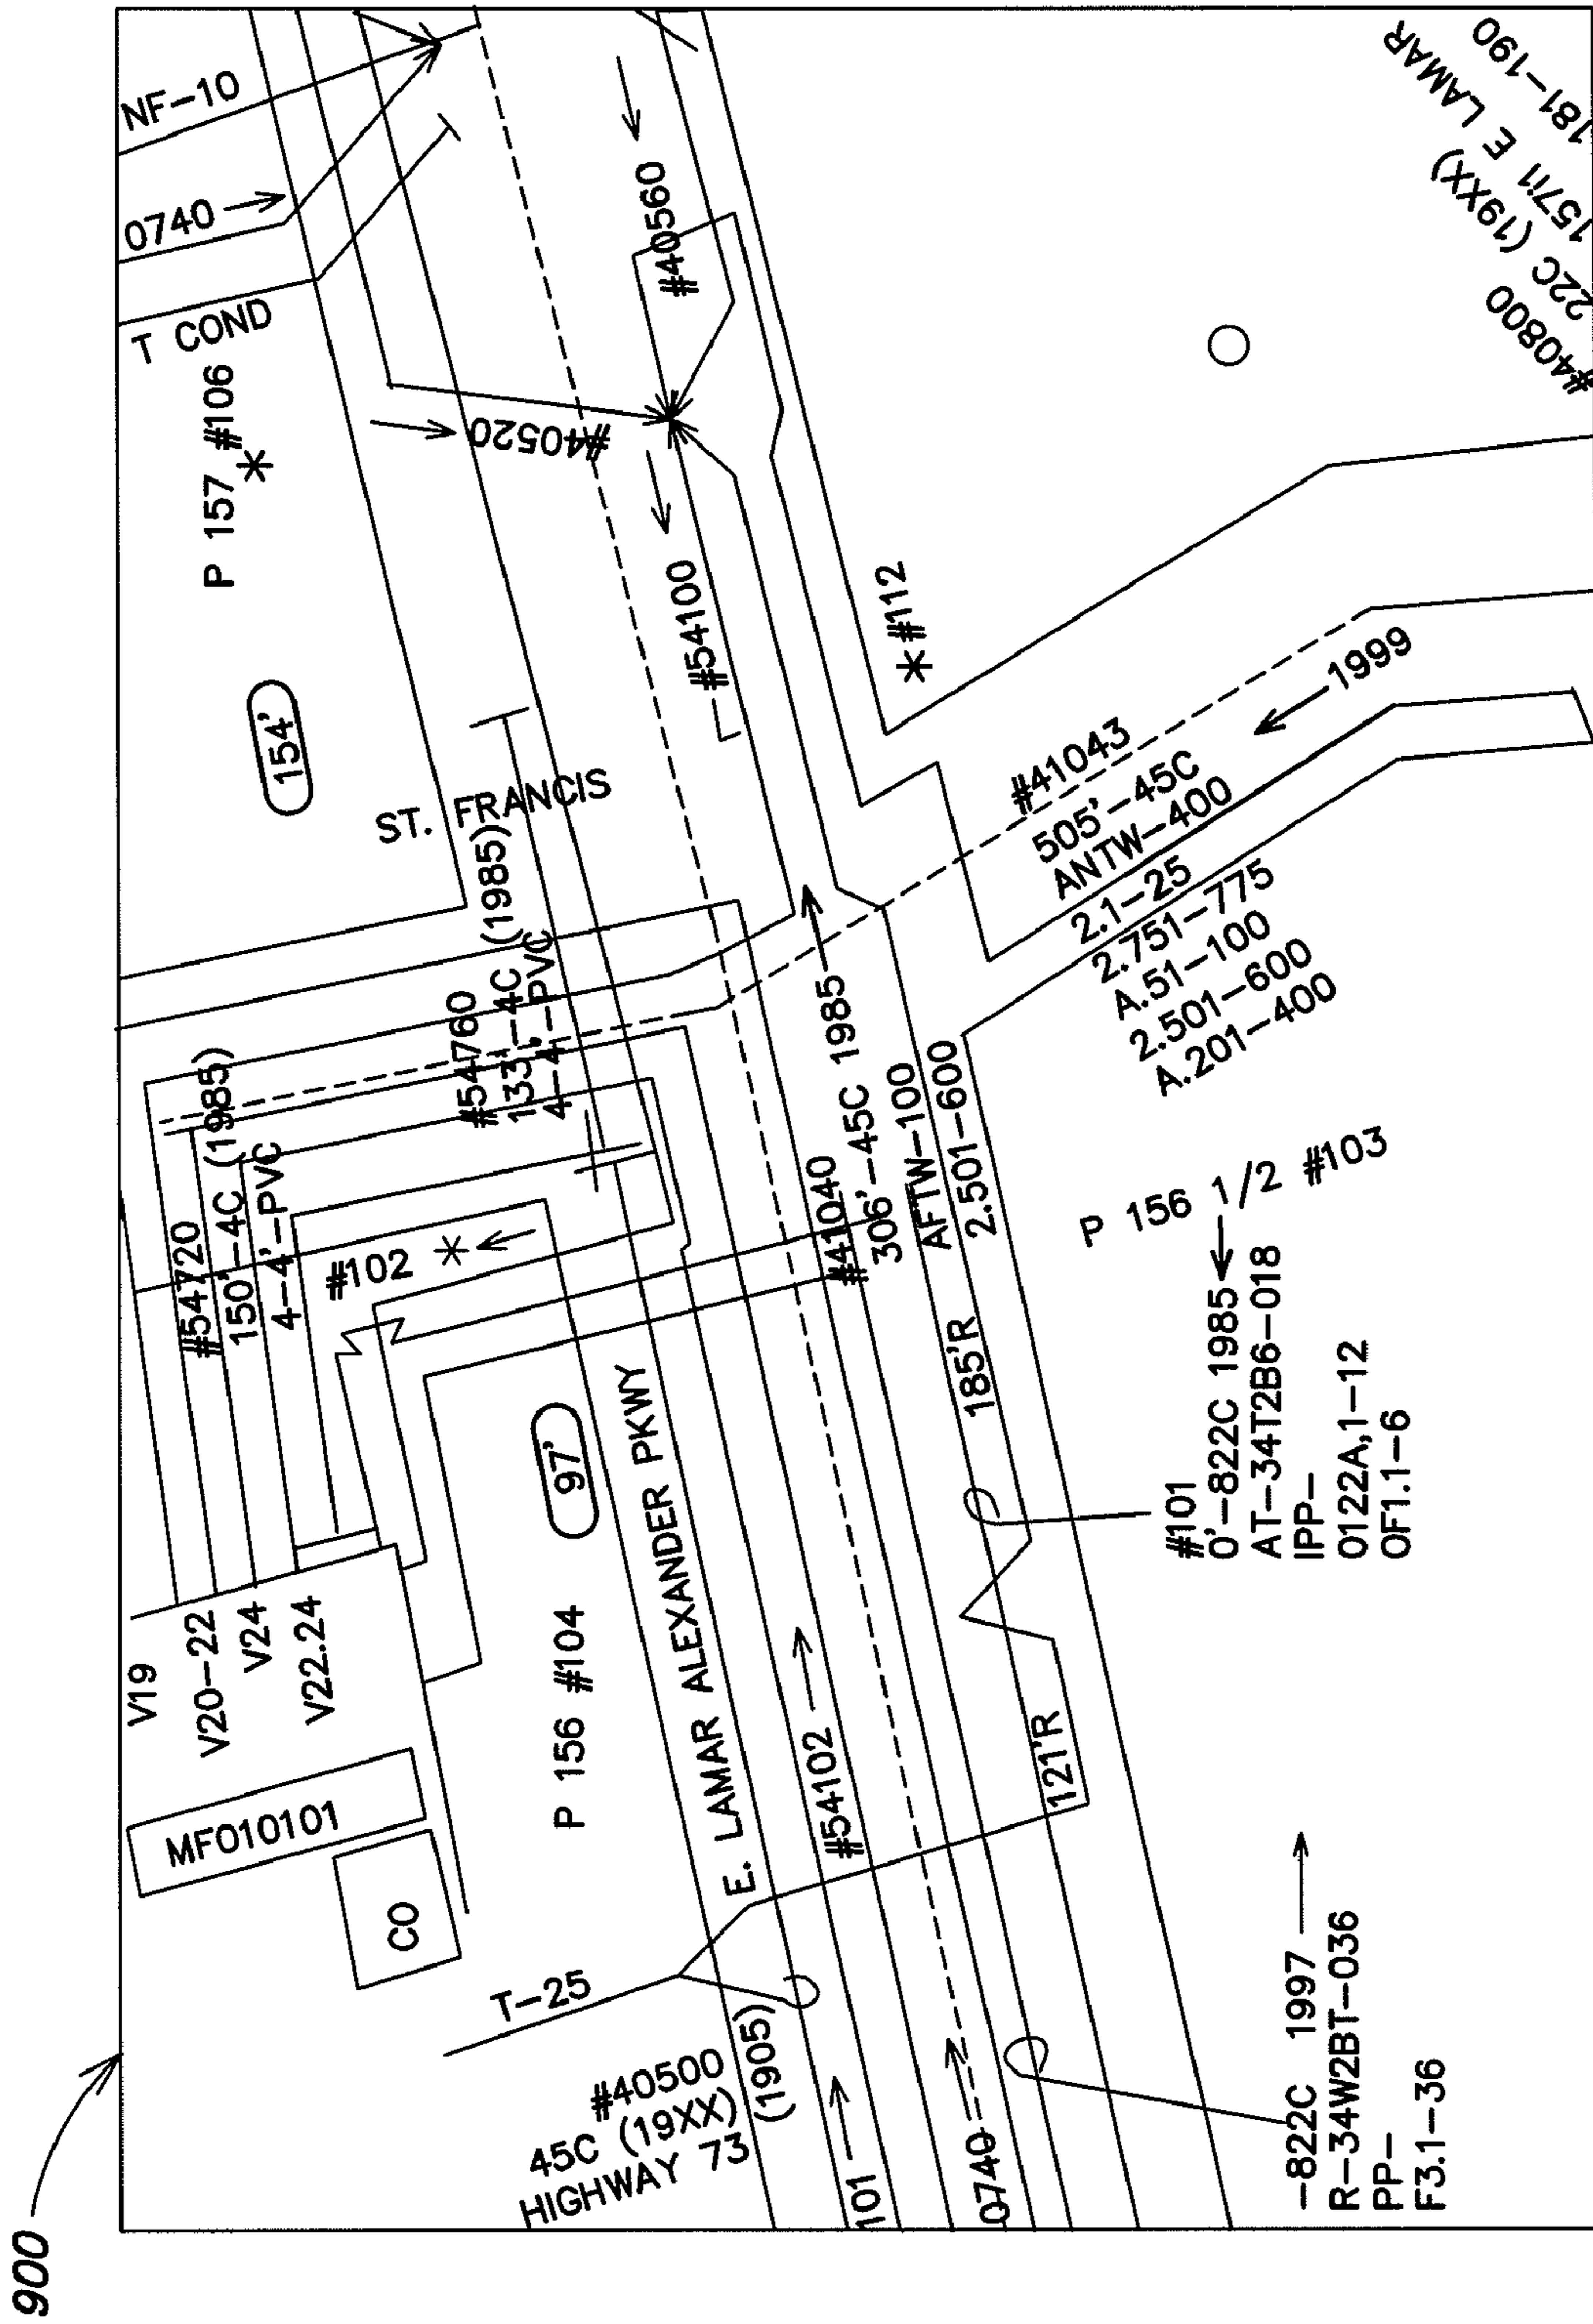 900
V19
V20-22
V24
V22.24
MF010101
CO
#54720
150'-4C (1985)
4-4'-PVC
#102
97'
P 156 #104
T-25
E. LAMAR ALEXANDER PKWY
#40500
45C (19XX)
HIGHWAY 73
(1905)
101
0740
#54102
121'R
185'R
-822C 1997
R-34W2BT-036
PP-
F3.1-36
#101
0'-822C 1985
AT-34T2B6-018
IPP-
0122A,1-12
OF1.1-6
P 156 1/2 #103
#41040
306'-45C 1985
AFTW-100
2.501-600
#54760
133'-4C (1985)
4-4'-PVC
ST. FRANCIS
154'
P 157 #106
T COND
0740
NF-10
#40520
#40560
#54100
#112
#41043
505'-45C
ANTW-400
2.1-25
2.751-775
A.51-100
2.501-600
A.201-400
1999
#40800
22C (19XX)
157i1 E LAMAR
181-190